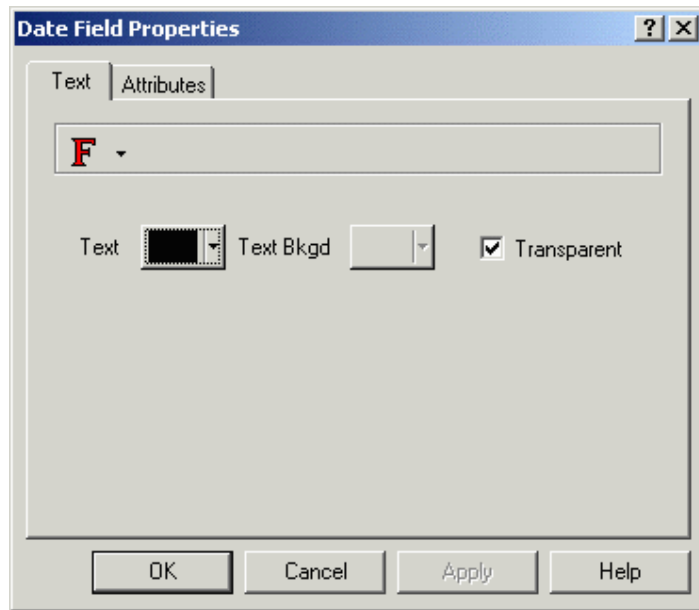 Date Field Properties
Text Attributes
F
Text Text Bkgd Transparent
OK Cancel Apply Help